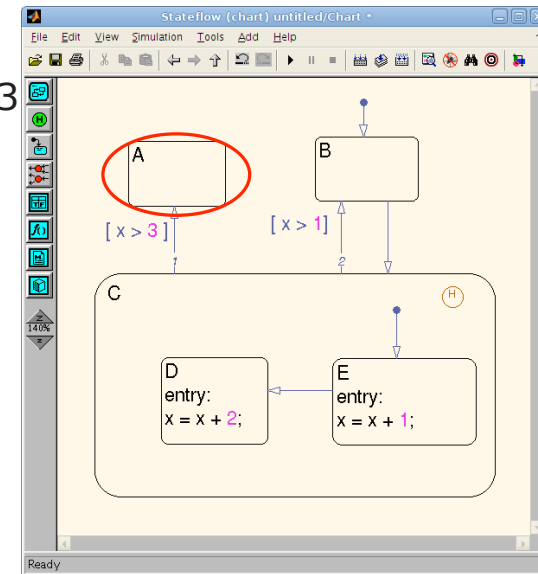 Stateflow (chart) untitled/Chart *
File Edit View Simulation Tools Add Help
3
A
B
[ x > 3 ]
[ x > 1]
1
2
C
H
D
entry:
x = x + 2;
E
entry:
x = x + 1;
140%
Ready